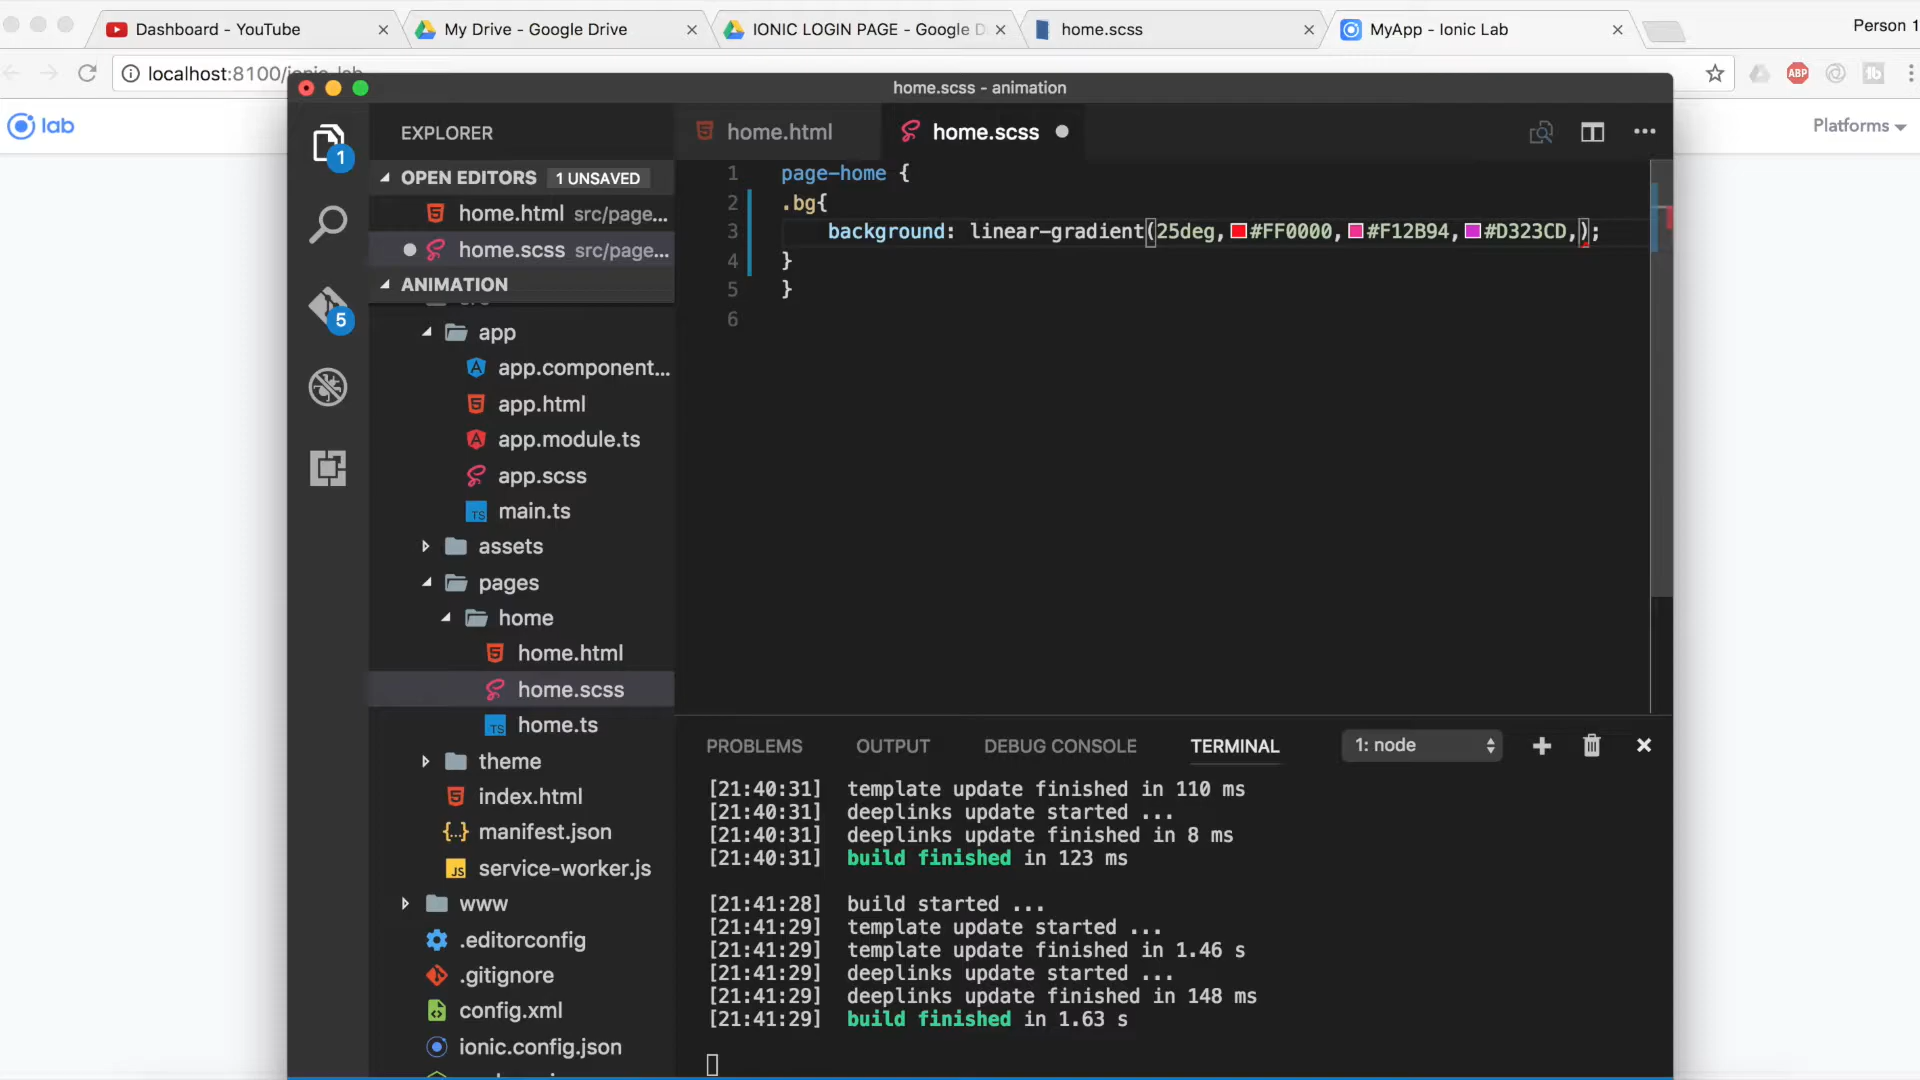 Dashboard - YouTube
My Drive - Google Drive
IONIC LOGIN PAGE - Google D
home.scss
MyApp - Ionic Lab
Person 1
localhost:8100/ionic-lab
ABP
lab
Platforms
home.scss - animation
EXPLORER
OPEN EDITORS 1 UNSAVED
home.html src/page...
home.scss src/page...
ANIMATION
app
app.component...
app.html
app.module.ts
app.scss
main.ts
assets
pages
home
home.html
home.scss
home.ts
theme
index.html
manifest.json
service-worker.js
www
.editorconfig
.gitignore
config.xml
ionic.config.json
1
5
home.html
home.scss
1 page-home {
2 .bg{
3 background: linear-gradient(25deg,#FF0000,#F12B94,#D323CD,);
4 }
5 }
6
PROBLEMS
OUTPUT
DEBUG CONSOLE
TERMINAL
1: node
[21:40:31] template update finished in 110 ms
[21:40:31] deeplinks update started ...
[21:40:31] deeplinks update finished in 8 ms
[21:40:31] build finished in 123 ms
[21:41:28] build started ...
[21:41:29] template update started ...
[21:41:29] template update finished in 1.46 s
[21:41:29] deeplinks update started ...
[21:41:29] deeplinks update finished in 148 ms
[21:41:29] build finished in 1.63 s